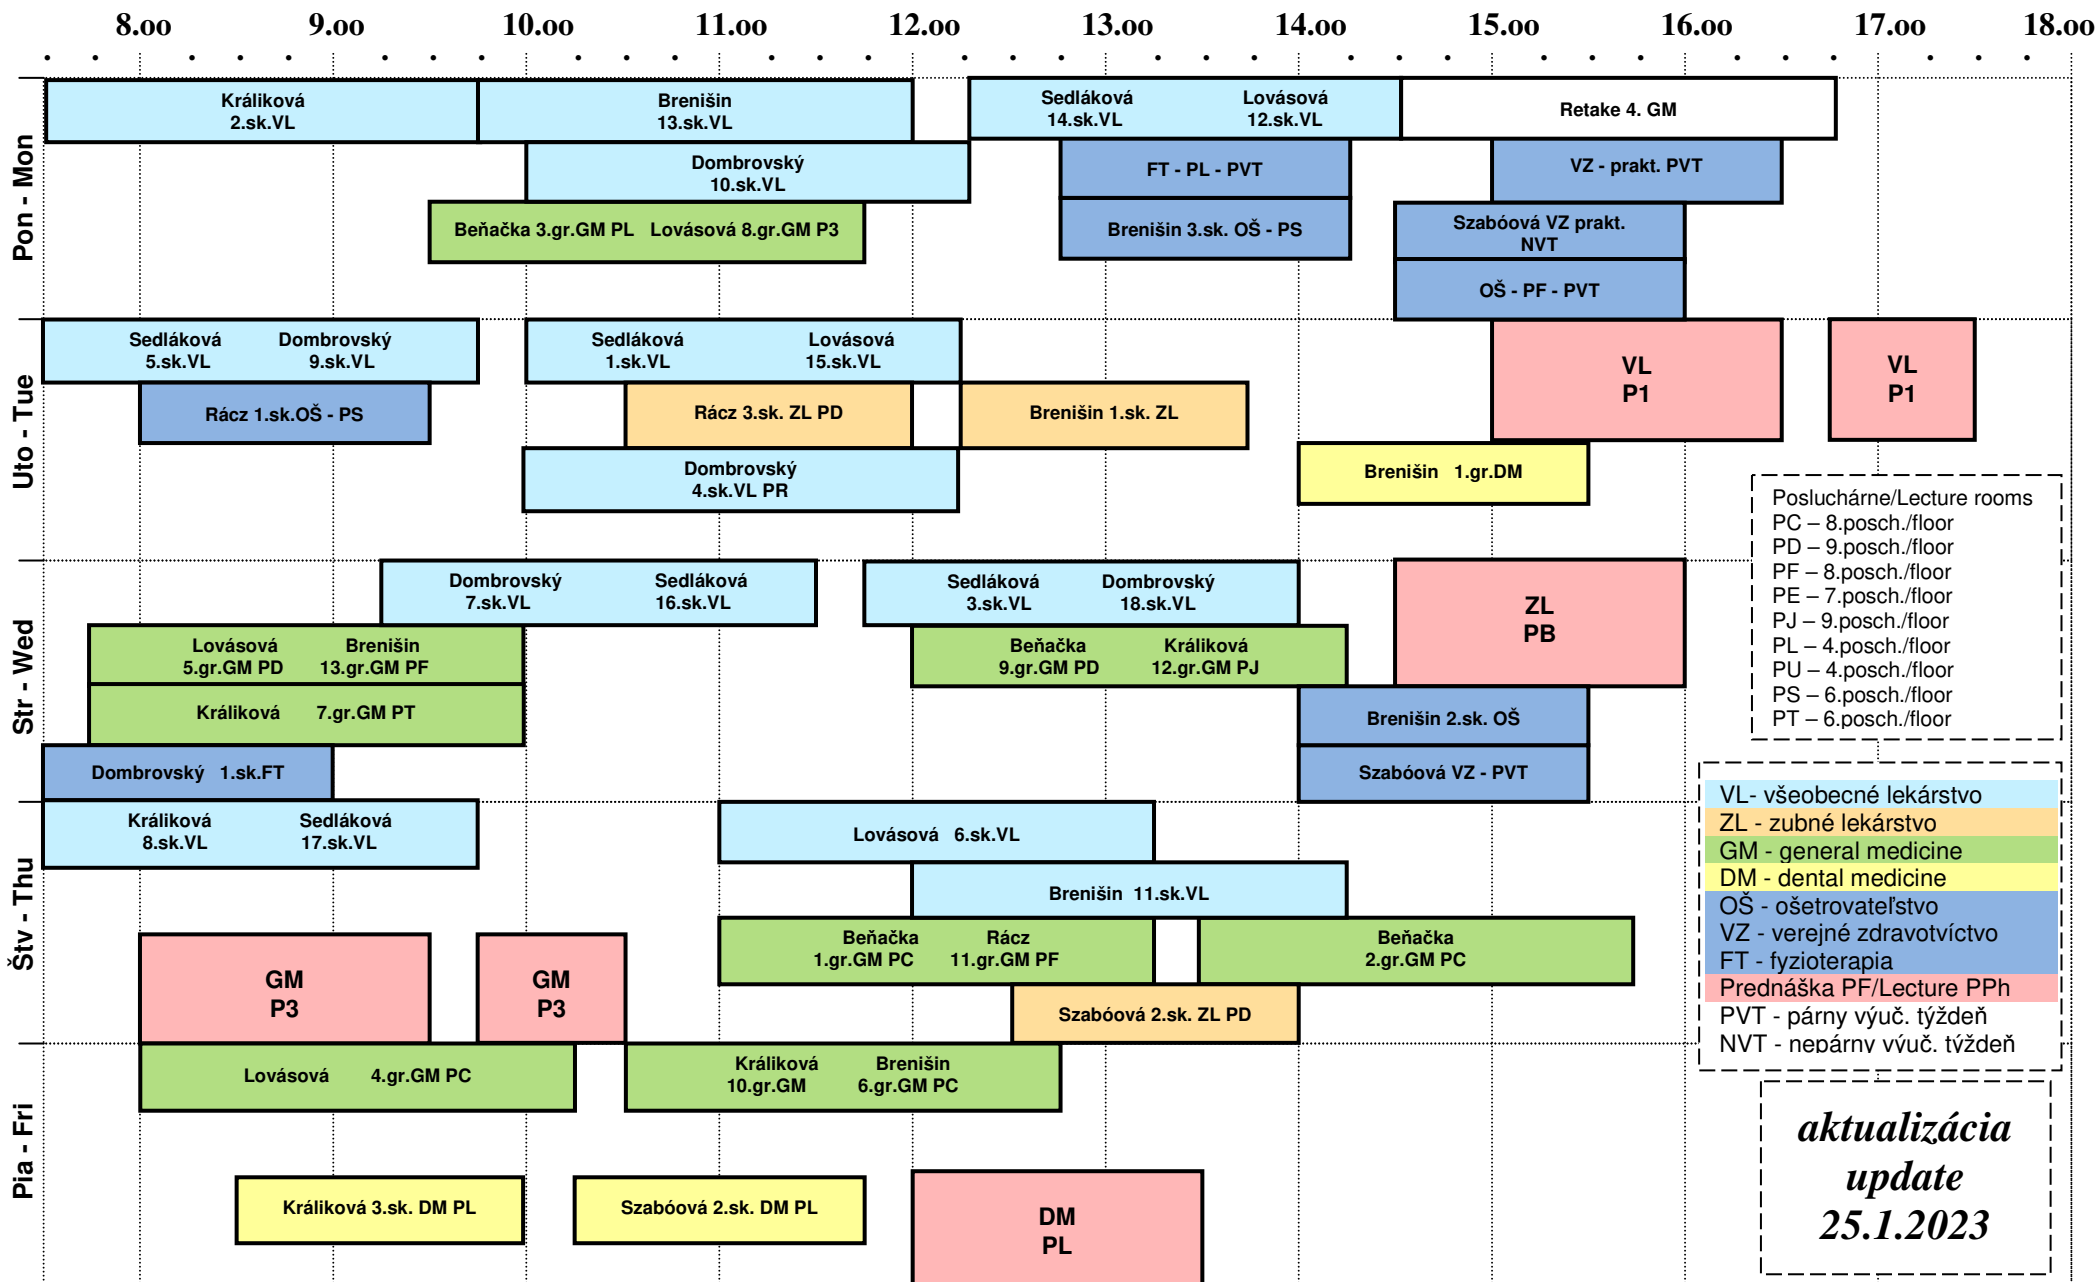 8.00 9.00 10.00 11.00 12.00 13.00 14.00 15.00 16.00 17.00 18.00
Pon - Mon
Králiková
2.sk.VL
Brenišin
13.sk.VL
Sedláková Lovásová
14.sk.VL 12.sk.VL
Retake 4. GM
Dombrovský
10.sk.VL
FT - PL - PVT
VZ - prakt. PVT
Beňačka 3.gr.GM PL Lovásová 8.gr.GM P3
Brenišin 3.sk. OŠ - PS
Szabóová VZ prakt.
NVT
OŠ - PF - PVT
Uto - Tue
Sedláková Dombrovský
5.sk.VL 9.sk.VL
Sedláková Lovásová
1.sk.VL 15.sk.VL
VL
P1
VL
P1
Rácz 1.sk.OŠ - PS
Rácz 3.sk. ZL PD
Brenišin 1.sk. ZL
Dombrovský
4.sk.VL PR
Brenišin 1.gr.DM
Str - Wed
Dombrovský Sedláková
7.sk.VL 16.sk.VL
Sedláková Dombrovský
3.sk.VL 18.sk.VL
ZL
PB
Lovásová Brenišin
5.gr.GM PD 13.gr.GM PF
Beňačka Králiková
9.gr.GM PD 12.gr.GM PJ
Králiková 7.gr.GM PT
Brenišin 2.sk. OŠ
Dombrovský 1.sk.FT
Szabóová VZ - PVT
Štv - Thu
Králiková Sedláková
8.sk.VL 17.sk.VL
Lovásová 6.sk.VL
Brenišin 11.sk.VL
GM
P3
GM
P3
Beňačka Rácz
1.gr.GM PC 11.gr.GM PF
Beňačka
2.gr.GM PC
Szabóová 2.sk. ZL PD
Pia - Fri
Lovásová 4.gr.GM PC
Králiková Brenišin
10.gr.GM 6.gr.GM PC
Králiková 3.sk. DM PL
Szabóová 2.sk. DM PL
DM
PL
Posluchárne/Lecture rooms
PC – 8.posch./floor
PD – 9.posch./floor
PF – 8.posch./floor
PE – 7.posch./floor
PJ – 9.posch./floor
PL – 4.posch./floor
PU – 4.posch./floor
PS – 6.posch./floor
PT – 6.posch./floor
VL- všeobecné lekárstvo
ZL - zubné lekárstvo
GM - general medicine
DM - dental medicine
OŠ - ošetrovateľstvo
VZ - verejné zdravotvíctvo
FT - fyzioterapia
Prednáška PF/Lecture PPh
PVT - párny výuč. týždeň
NVT - nepárny výuč. týždeň
aktualizácia
update
25.1.2023